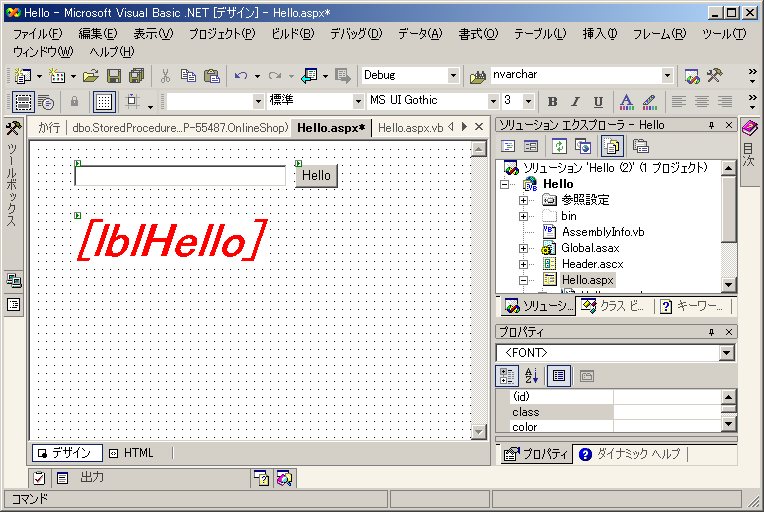 Hello - Microsoft Visual Basic .NET [デザイン] - Hello.aspx*
ファイル(F) 編集(E) 表示(V) プロジェクト(P) ビルド(B) デバッグ(D) データ(A) 書式(O) テーブル(L) 挿入(I) フレーム(R) ツール(T)
ウィンドウ(W) ヘルプ(H)
Debug nvarchar
標準 MS UI Gothic 3 B I U A
か行 dbo.StoredProcedure...P-55487.OnlineShop) Hello.aspx* Hello.aspx.vb
ツールボックス
Hello
[lblHello]
デザイン HTML
出力
コマンド
ソリューション エクスプローラ - Hello
ソリューション 'Hello (2)' (1 プロジェクト)
Hello
参照設定
bin
AssemblyInfo.vb
Global.asax
Header.ascx
Hello.aspx
ソリューシ... クラス ビ... キーワー...
プロパティ
<FONT>
(id)
class
color
プロパティ ダイナミック ヘルプ
目次